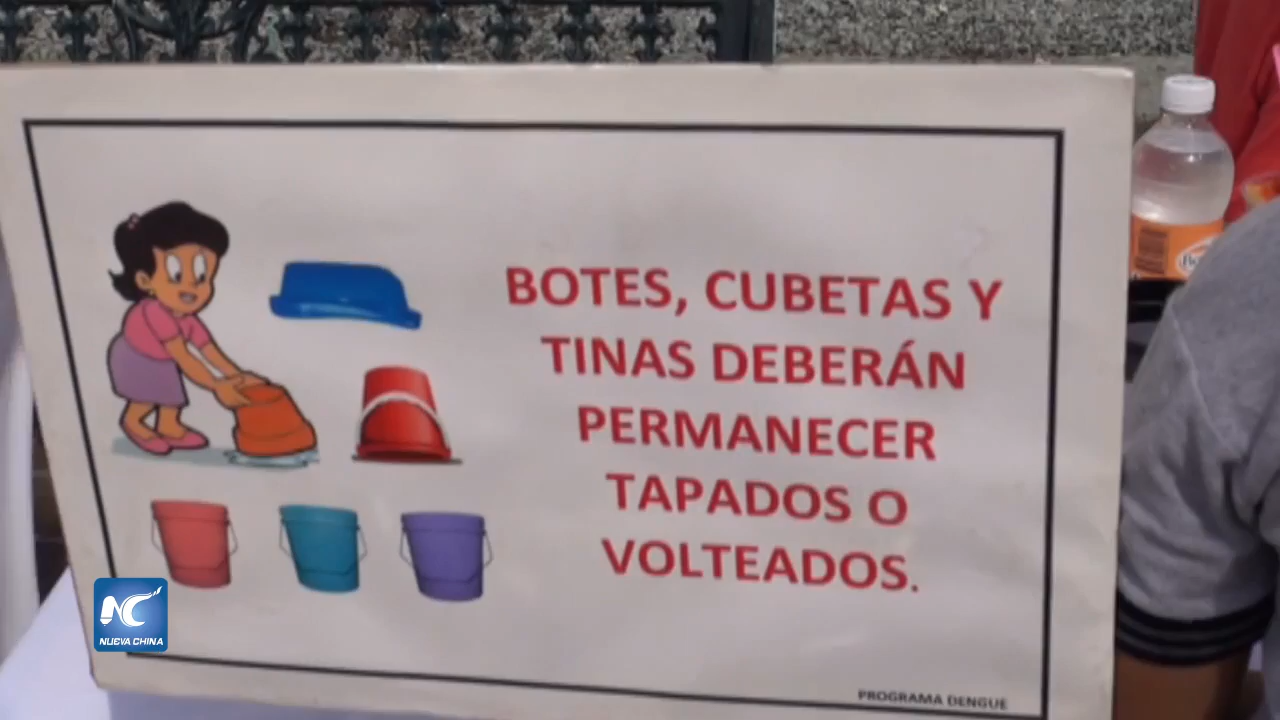 BOTES, CUBETAS Y
TINAS DEBERÁN
PERMANECER
TAPADOS O
VOLTEADOS.
PROGRAMA DENGUE
NC
NUEVA CHINA